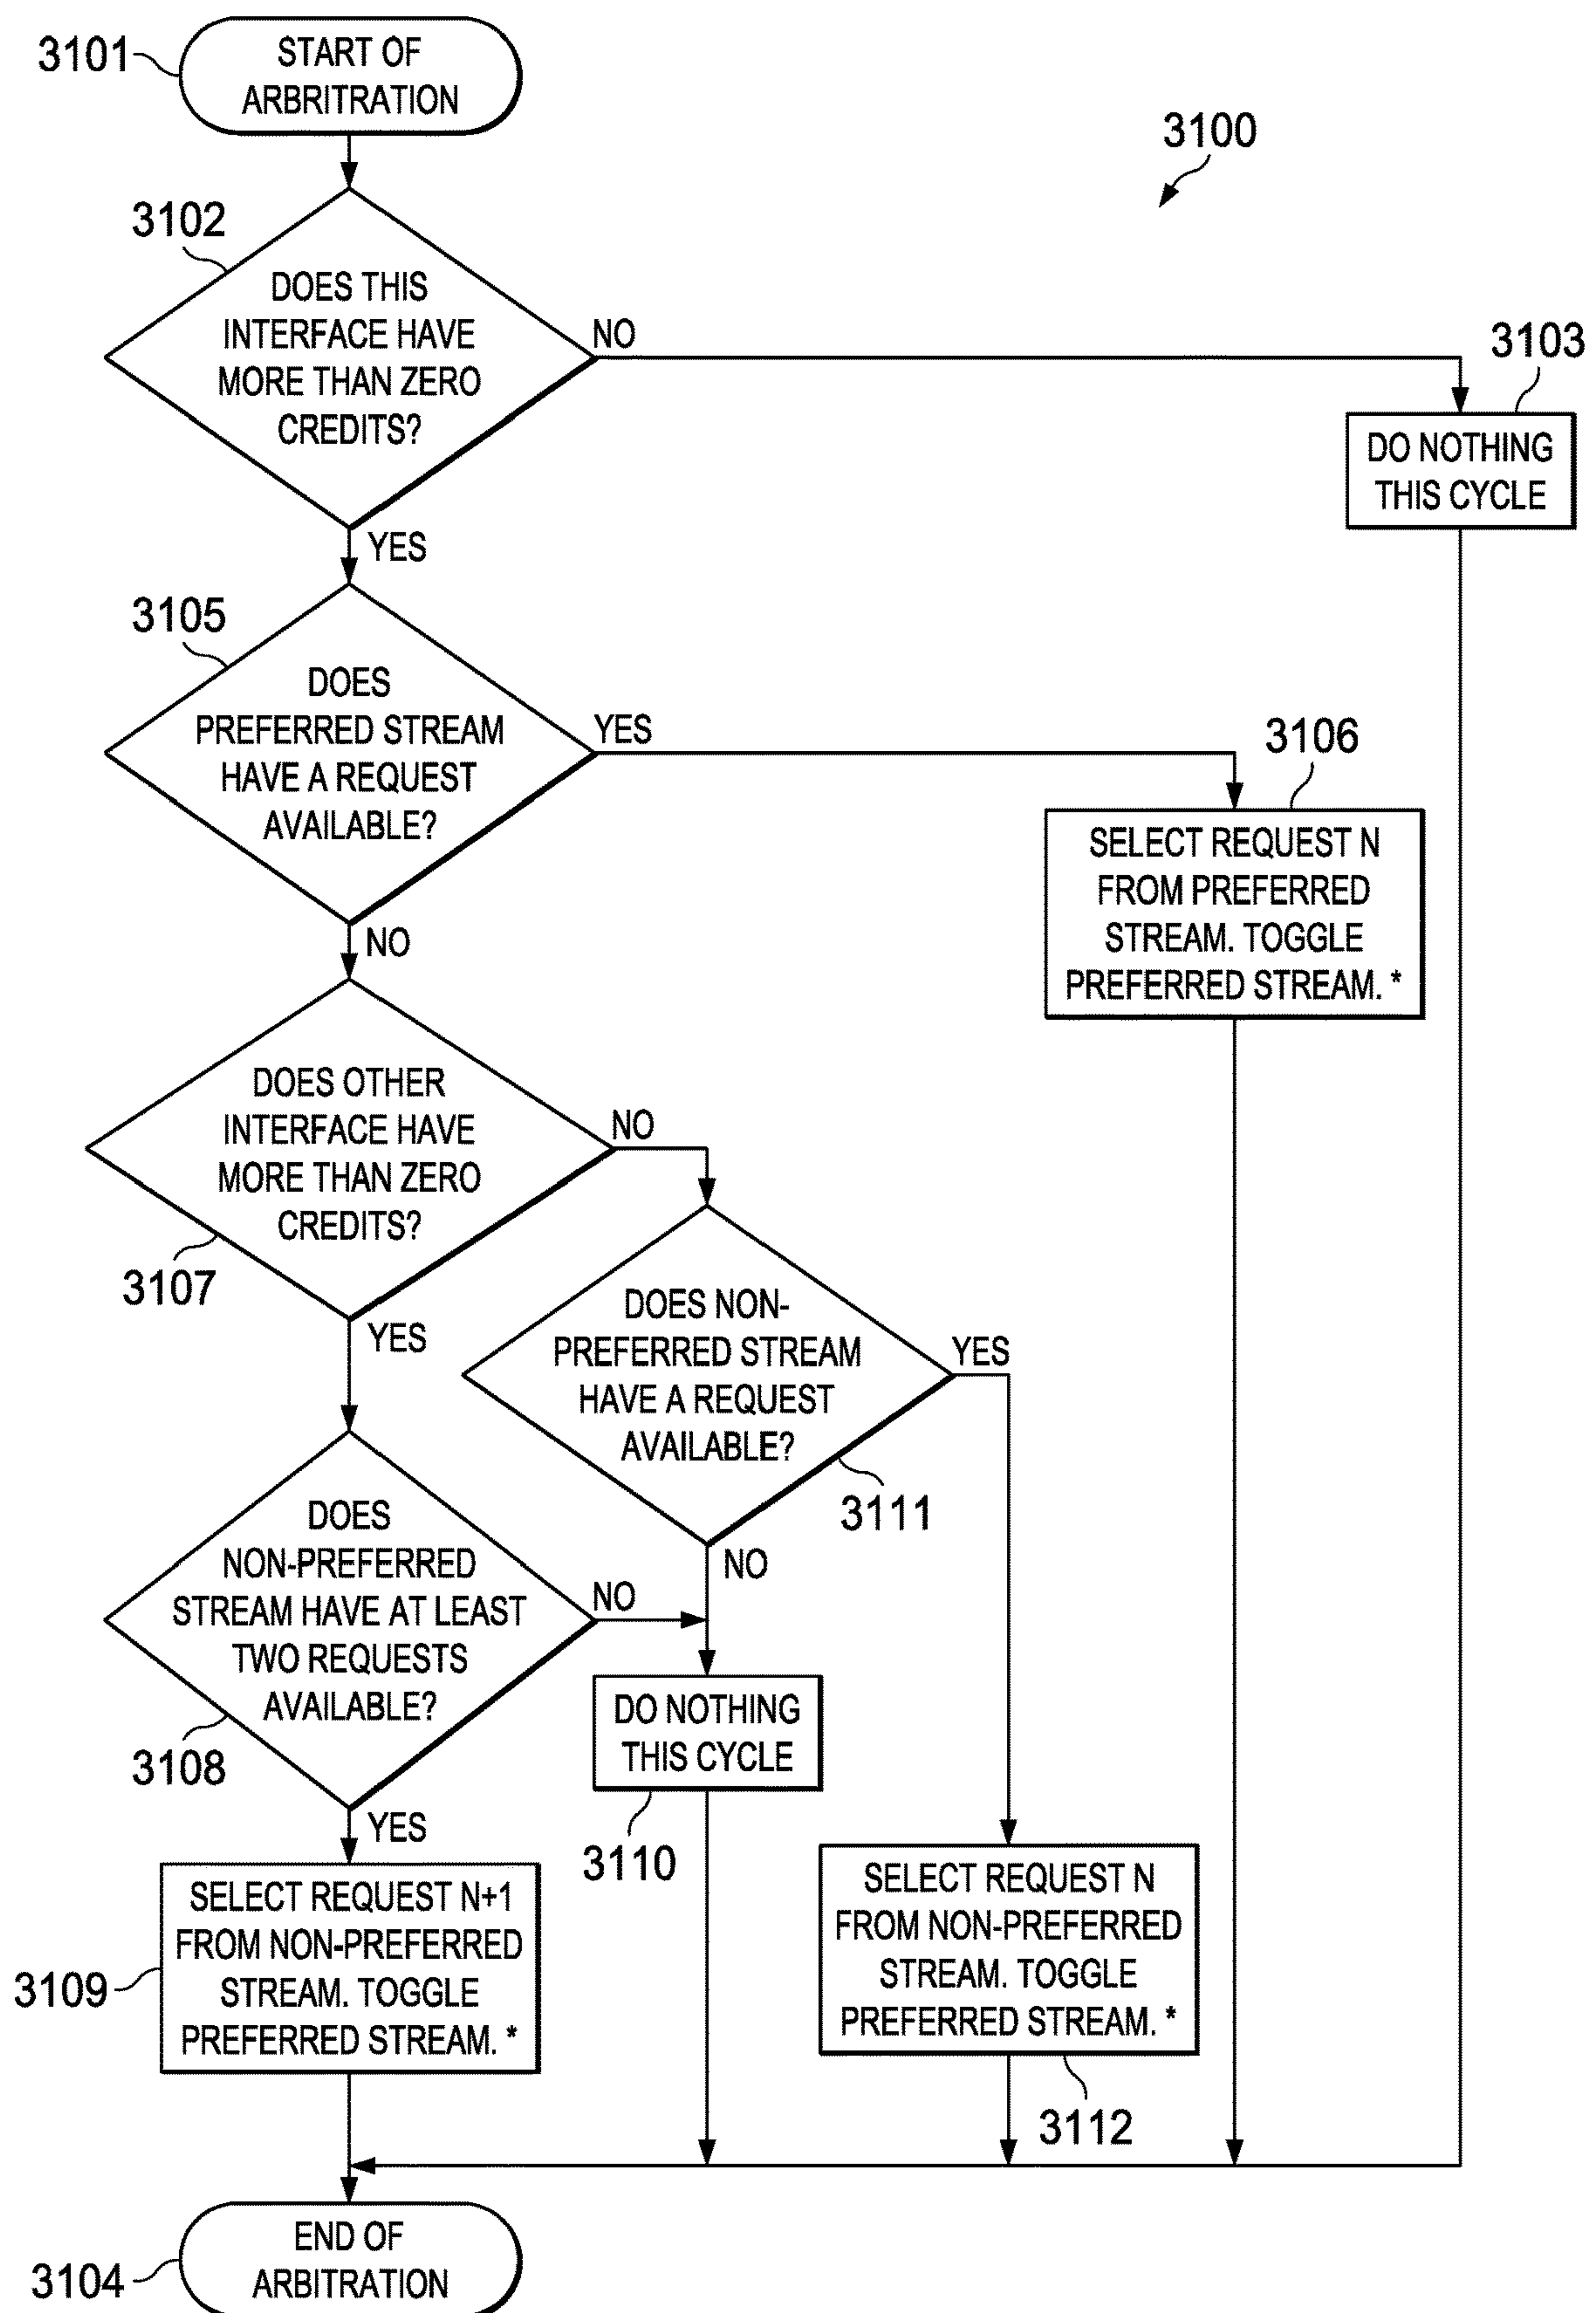 3101
START OF
ARBRITRATION
3100
3102
DOES THIS
INTERFACE HAVE
MORE THAN ZERO
CREDITS?
NO
YES
3103
DO NOTHING
THIS CYCLE
3105
DOES
PREFERRED STREAM
HAVE A REQUEST
AVAILABLE?
YES
NO
3106
SELECT REQUEST N
FROM PREFERRED
STREAM. TOGGLE
PREFERRED STREAM. *
DOES OTHER
INTERFACE HAVE
MORE THAN ZERO
CREDITS?
3107
NO
YES
DOES NON-
PREFERRED STREAM
HAVE A REQUEST
AVAILABLE?
3111
YES
NO
DOES
NON-PREFERRED
STREAM HAVE AT LEAST
TWO REQUESTS
AVAILABLE?
3108
NO
YES
DO NOTHING
THIS CYCLE
3110
SELECT REQUEST N+1
FROM NON-PREFERRED
STREAM. TOGGLE
PREFERRED STREAM. *
3109
SELECT REQUEST N
FROM NON-PREFERRED
STREAM. TOGGLE
PREFERRED STREAM. *
3112
END OF
ARBITRATION
3104